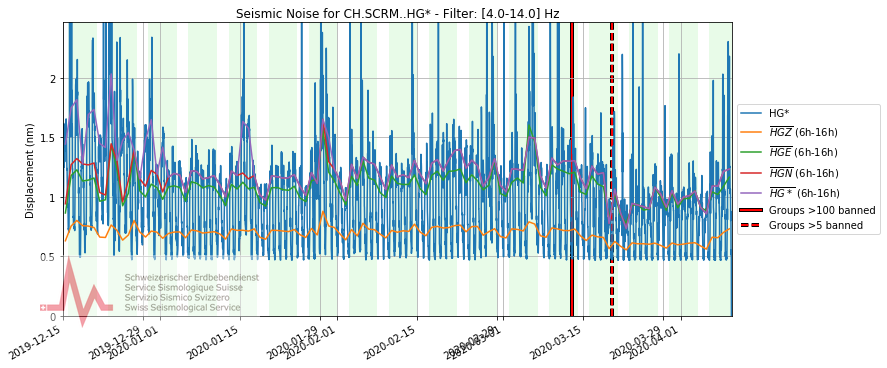 Seismic Noise for CH.SCRM..HG* - Filter: [4.0-14.0] Hz
Displacement (nm)
2
1.5
1
0.5
0
HG*
HGZ (6h-16h)
HGE (6h-16h)
HGN (6h-16h)
HG* (6h-16h)
Groups >100 banned
Groups >5 banned
Schweizerischer Erdbebendienst
Service Sismologique Suisse
Servizio Sismico Svizzero
Swiss Seismological Service
2019-12-15
2019-12-29
2020-01-01
2020-01-15
2020-01-29
2020-02-01
2020-02-15
2020-03-01
2020-03-15
2020-03-29
2020-04-01